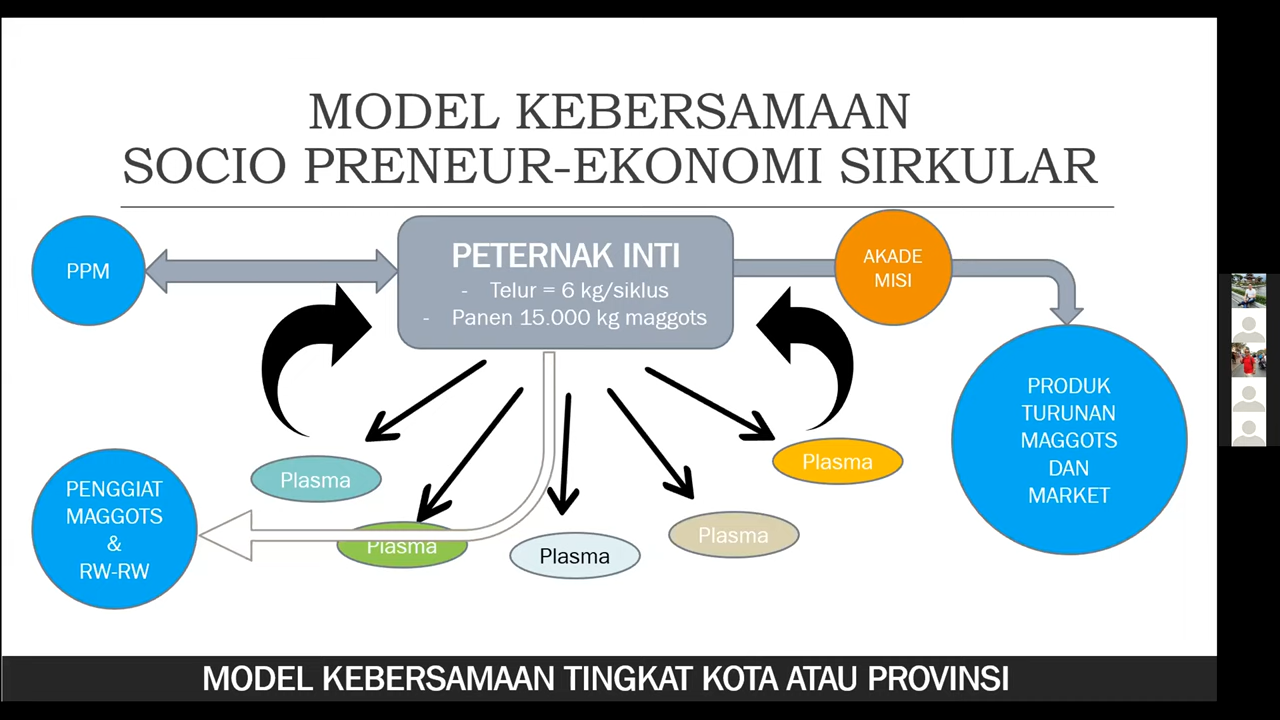 MODEL KEBERSAMAAN
SOCIO PRENEUR-EKONOMI SIRKULAR
PPM
PETERNAK INTI
- Telur = 6 kg/siklus
- Panen 15.000 kg maggots
AKADE
MISI
PRODUK
TURUNAN
MAGGOTS
DAN
MARKET
Plasma
Plasma
Plasma
Plasma
Plasma
PENGGIAT
MAGGOTS
&
RW-RW
MODEL KEBERSAMAAN TINGKAT KOTA ATAU PROVINSI